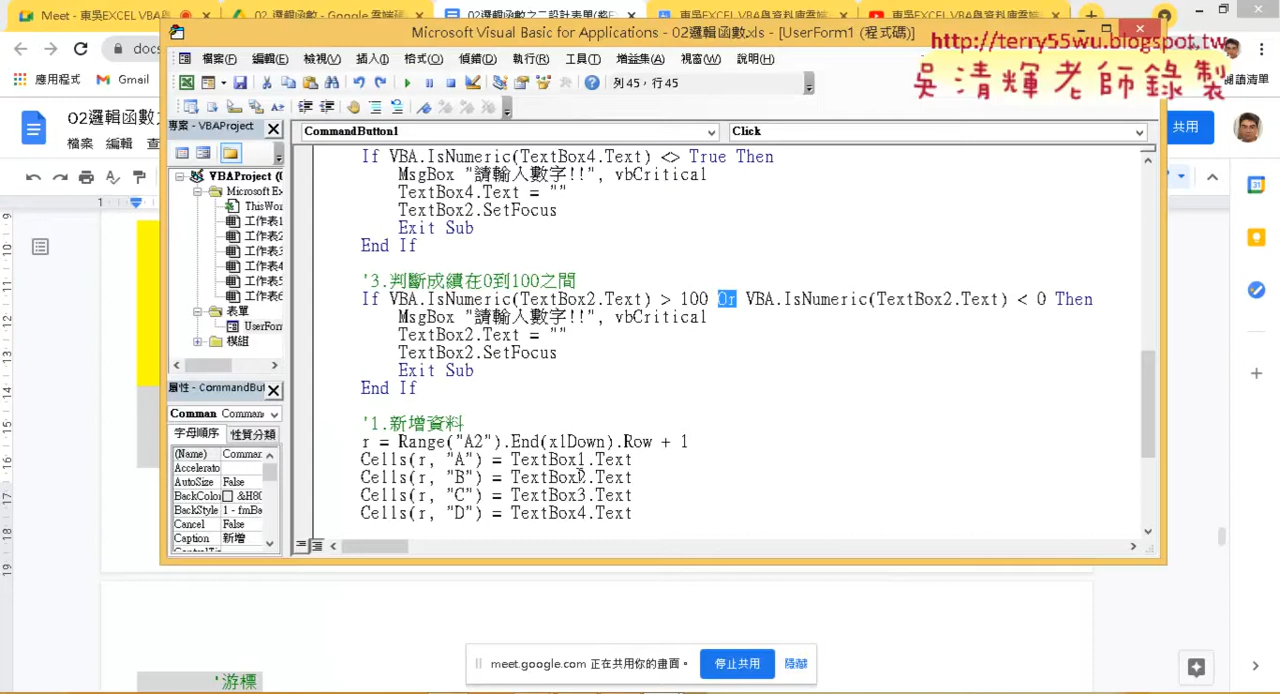 Meet - 東吳EXCEL VBA
02 邏輯函數 - Google 雲端硬
02邏輯函數之二設計表單(將E
東吳EXCEL VBA與資料庫雲端
東吳EXCEL VBA與資料庫雲端
Microsoft Visual Basic for Applications - 02邏輯函數.xls - [UserForm1 (程式碼)]
http://terry55wu.blogspot.tw
吳清輝老師錄製
docs
應用程式
Gmail
閱讀清單
檔案(F) 編輯(E) 檢視(V) 插入(I) 格式(O) 偵錯(D) 執行(R) 工具(T) 增益集(A) 視窗(W) 說明(H)
列 45，行 45
02邏輯函數
檔案 編輯 查
共用
專案 - VBAProject
CommandButton1
Click
VBAProject (
Microsoft Ex
ThisWor
工作表1
工作表2
工作表3
工作表4
工作表5
工作表6
表單
UserForm
模組
If VBA.IsNumeric(TextBox4.Text) <> True Then
MsgBox "請輸入數字!!", vbCritical
TextBox4.Text = ""
TextBox2.SetFocus
Exit Sub
End If
'3.判斷成績在0到100之間
If VBA.IsNumeric(TextBox2.Text) > 100 Or VBA.IsNumeric(TextBox2.Text) < 0 Then
MsgBox "請輸入數字!!", vbCritical
TextBox2.Text = ""
TextBox2.SetFocus
Exit Sub
End If
'1.新增資料
r = Range("A2").End(xlDown).Row + 1
Cells(r, "A") = TextBox1.Text
Cells(r, "B") = TextBox2.Text
Cells(r, "C") = TextBox3.Text
Cells(r, "D") = TextBox4.Text
屬性 - CommandBut
Comman Comman
字母順序 性質分類
(Name) Commar
Accelerato
AutoSize False
BackColo &H80
BackStyle 1 - fmBa
Cancel False
Caption 新增
meet.google.com 正在共用你的畫面。
停止共用
隱藏
'游標